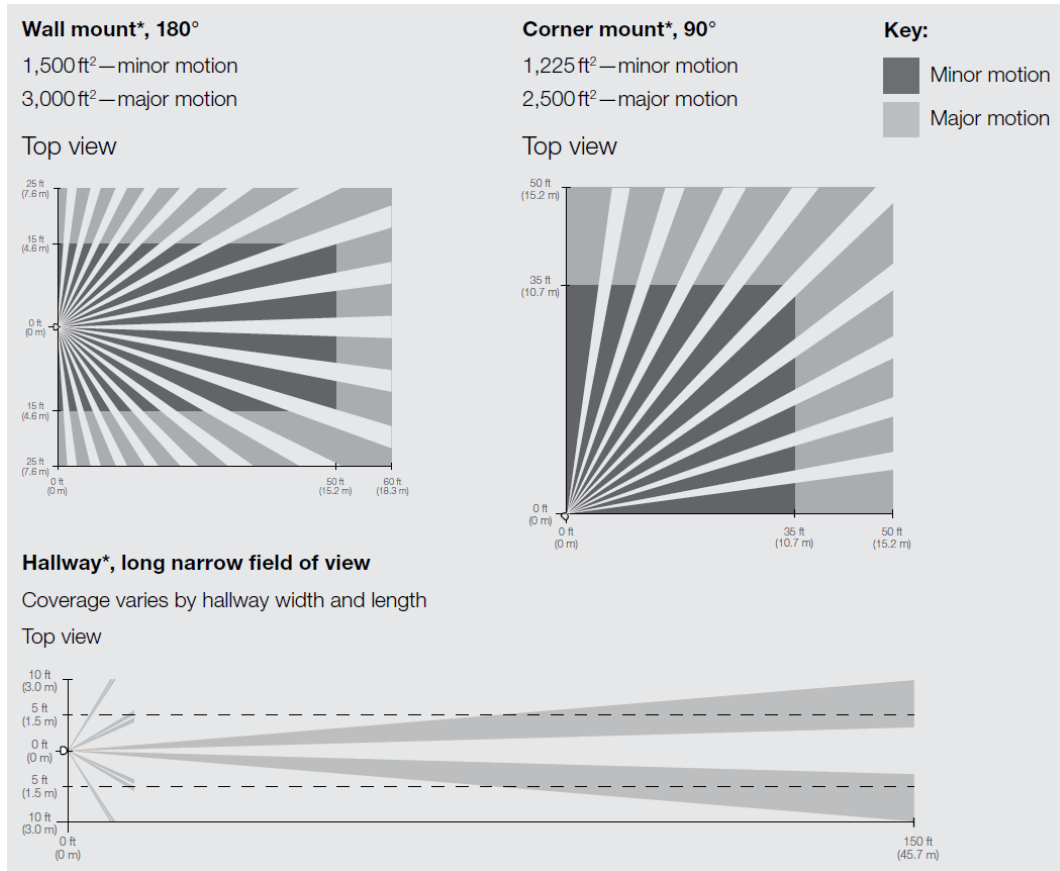 Wall mount*, 180°
1,500 ft²—minor motion
3,000 ft²—major motion
Top view
25 ft
(7.6 m)
15 ft
(4.6 m)
0 ft
(0 m)
15 ft
(4.6 m)
25 ft
(7.6 m)
0 ft
(0 m)
50 ft
(15.2 m)
60 ft
(18.3 m)
Corner mount*, 90°
1,225 ft²—minor motion
2,500 ft²—major motion
Top view
50 ft
(15.2 m)
35 ft
(10.7 m)
0 ft
(0 m)
0 ft
(0 m)
35 ft
(10.7 m)
50 ft
(15.2 m)
Key:
Minor motion
Major motion
Hallway*, long narrow field of view
Coverage varies by hallway width and length
Top view
10 ft
(3.0 m)
5 ft
(1.5 m)
0 ft
(0 m)
5 ft
(1.5 m)
10 ft
(3.0 m)
0 ft
(0 m)
150 ft
(45.7 m)